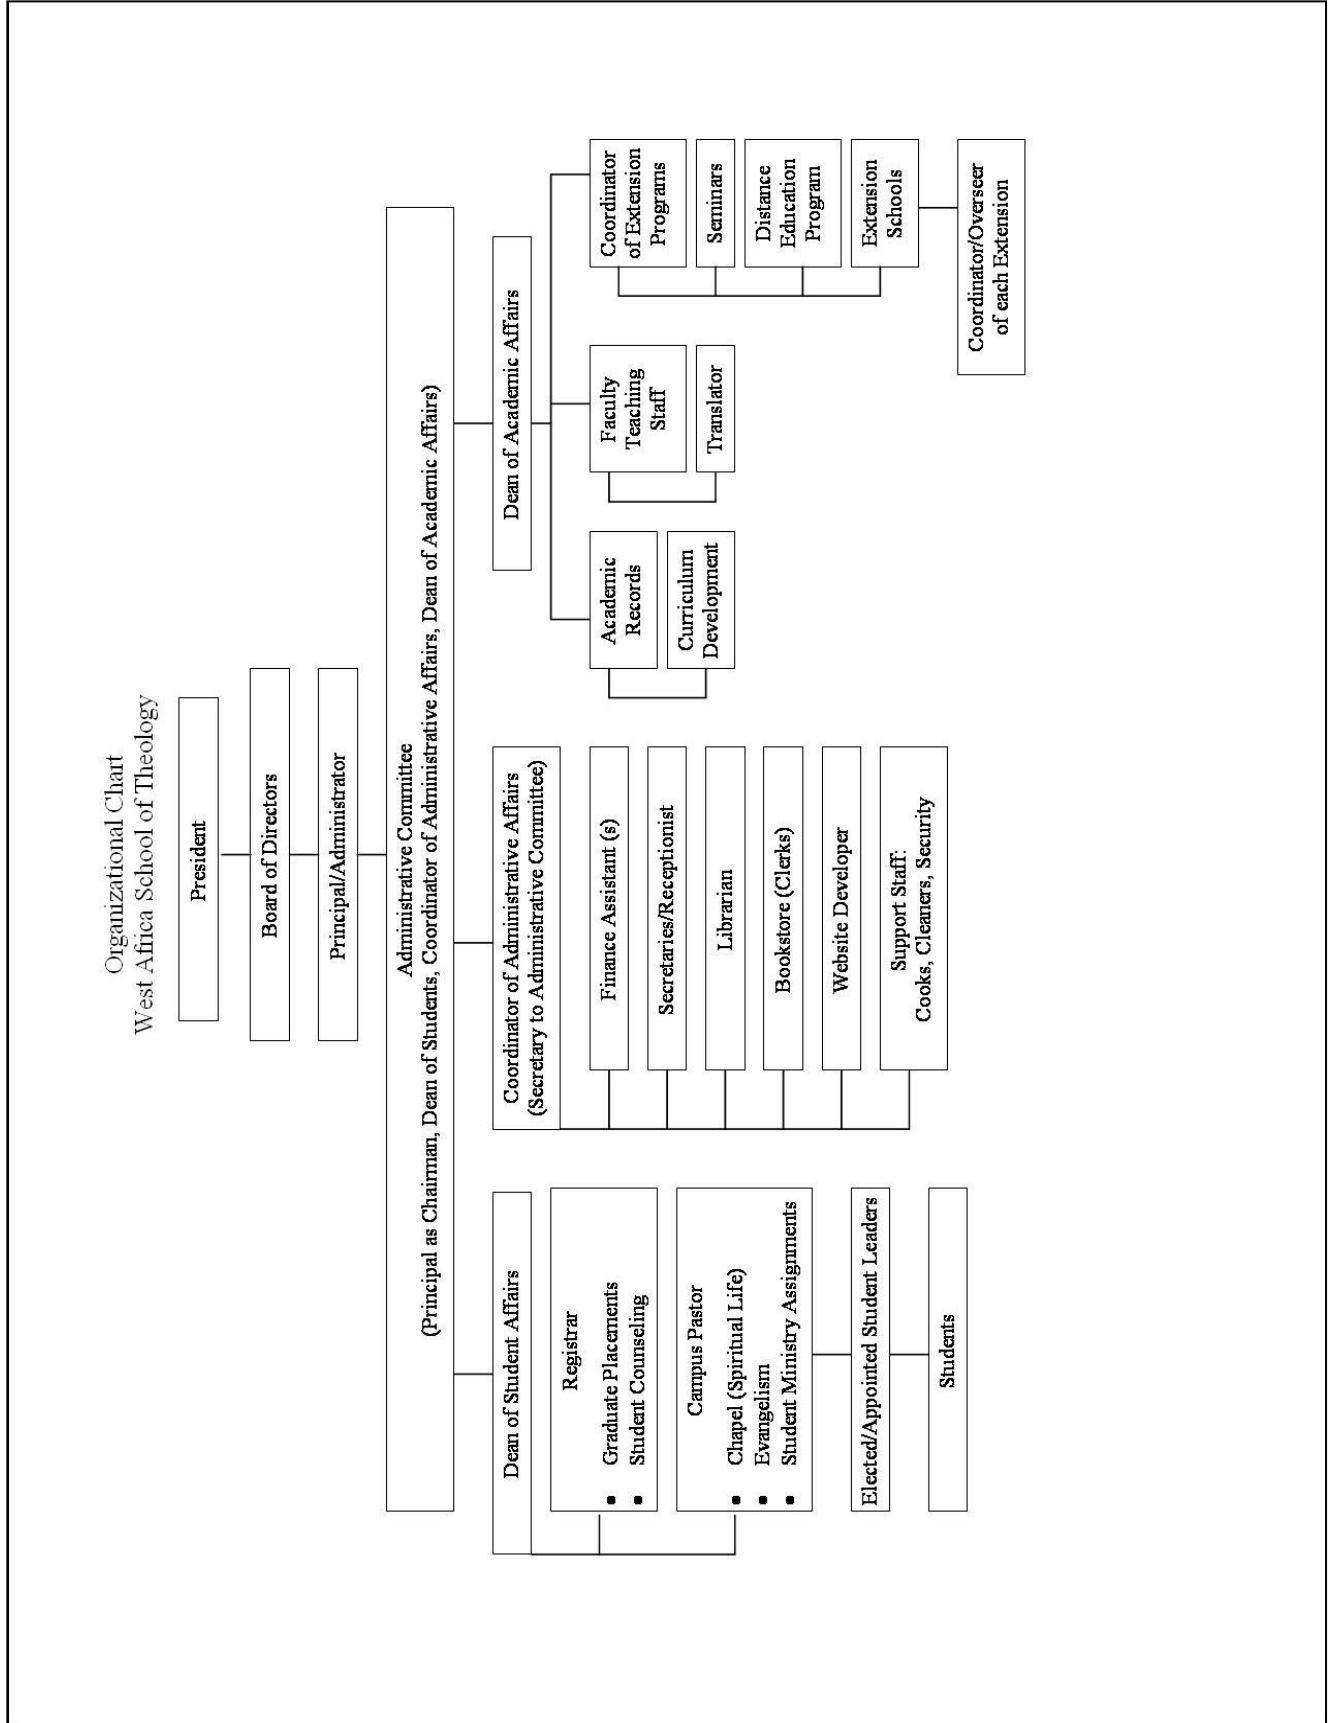 Organizational Chart
West Africa School of Theology
President
Board of Directors
Principal/Administrator
Administrative Committee
(Principal as Chairman, Dean of Students, Coordinator of Administrative Affairs, Dean of Academic Affairs)
Dean of Student Affairs
Registrar
▪ Graduate Placements
▪ Student Counseling
Campus Pastor
▪ Chapel (Spiritual Life)
▪ Evangelism
▪ Student Ministry Assignments
Elected/Appointed Student Leaders
Students
Coordinator of Administrative Affairs
(Secretary to Administrative Committee)
Finance Assistant (s)
Secretaries/Receptionist
Librarian
Bookstore (Clerks)
Website Developer
Support Staff:
Cooks, Cleaners, Security
Dean of Academic Affairs
Academic
Records
Curriculum
Development
Faculty
Teaching
Staff
Translator
Coordinator
of Extension
Programs
Seminars
Distance
Education
Program
Extension
Schools
Coordinator/Overseer
of each Extension